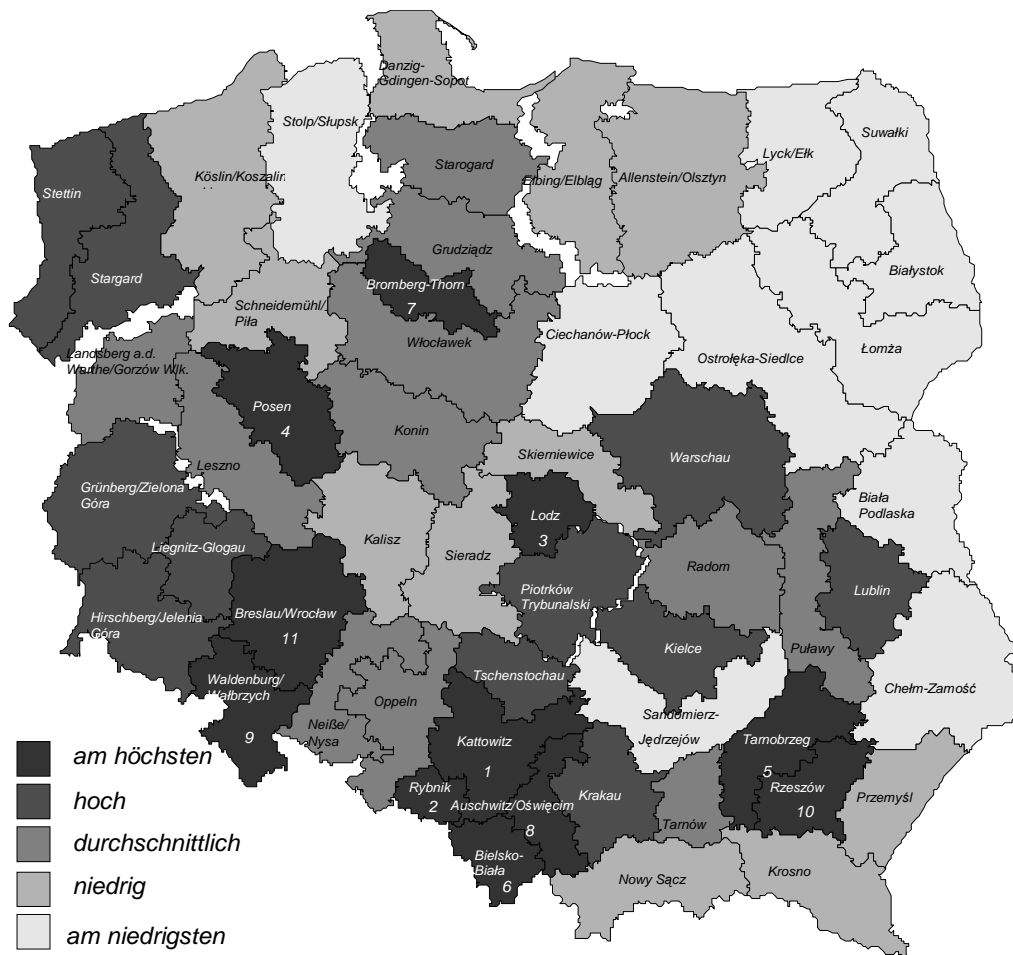 Danzig-
Gdingen-Sopot
Stolp/Słupsk
Suwałki
Lyck/Ełk
Starogard
Köslin/Koszalin
Elbing/Elbląg
Allenstein/Olsztyn
Stettin
Grudziądz
Białystok
Stargard
Bromberg-Thorn
7
Schneidemühl/
Piła
Włocławek
Ciechanów-Płock
Ostrołęka-Siedlce
Łomża
Landsberg a.d.
Warthe/Gorzów Wlk.
Posen
4
Konin
Skierniewice
Warschau
Leszno
Grünberg/Zielona
Góra
Biała
Podlaska
Lodz
3
Liegnitz-Glogau
Kalisz
Sieradz
Radom
Piotrków
Trybunalski
Lublin
Hirschberg/Jelenia
Góra
Breslau/Wrocław
11
Kielce
Puławy
Tschenstochau
Waldenburg/
Wałbrzych
9
Oppeln
Neiße/
Nysa
Chełm-Zamość
Sandomierz-
Jędrzejów
Kattowitz
1
Tarnobrzeg
5
Rybnik
2
Auschwitz/Oświęcim
8
Krakau
Rzeszów
10
Przemyśl
Tarnów
Bielsko-
Biała
6
Nowy Sącz
Krosno
am höchsten
hoch
durchschnittlich
niedrig
am niedrigsten